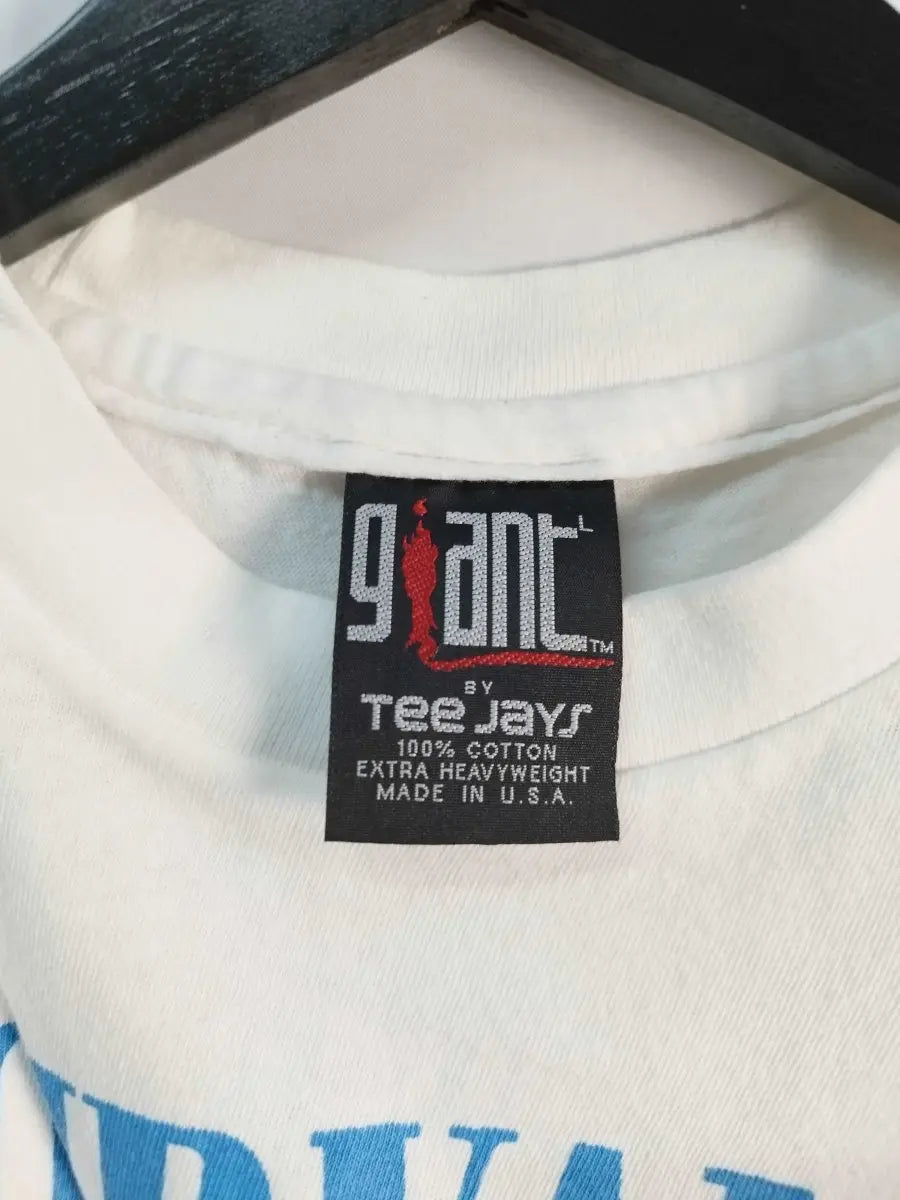 giant L
TM
BY
Tee Jays
100% COTTON
EXTRA HEAVYWEIGHT
MADE IN U.S.A.